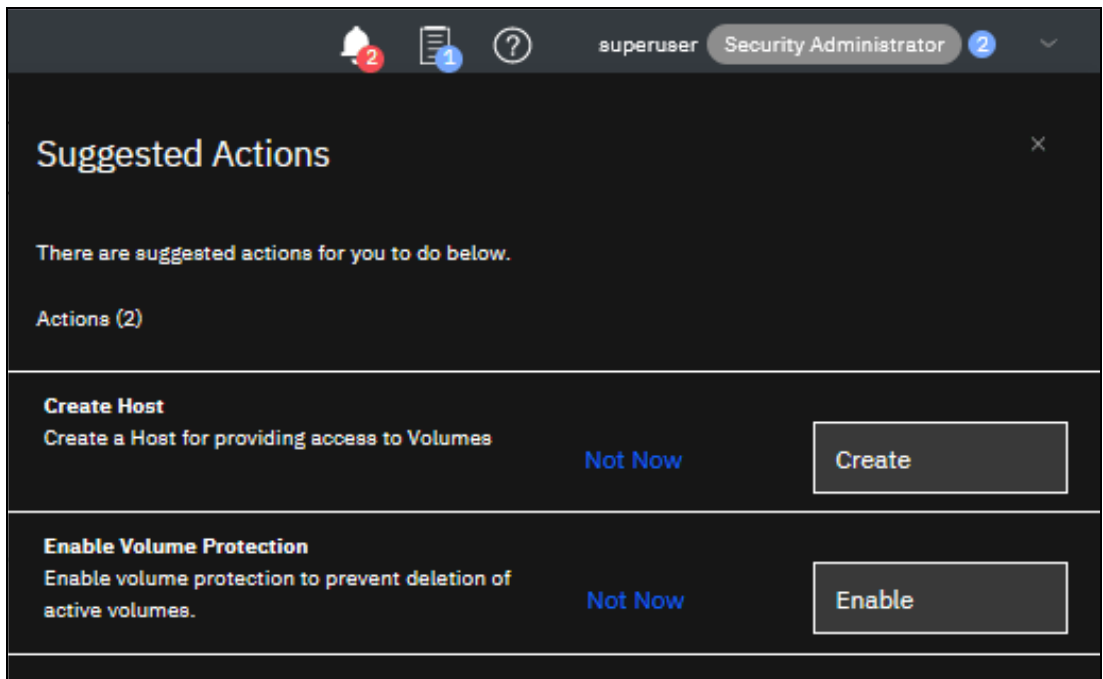 2 1 ? superuser Security Administrator 2
Suggested Actions
There are suggested actions for you to do below.
Actions (2)
Create Host
Create a Host for providing access to Volumes
Not Now Create
Enable Volume Protection
Enable volume protection to prevent deletion of
active volumes.
Not Now Enable